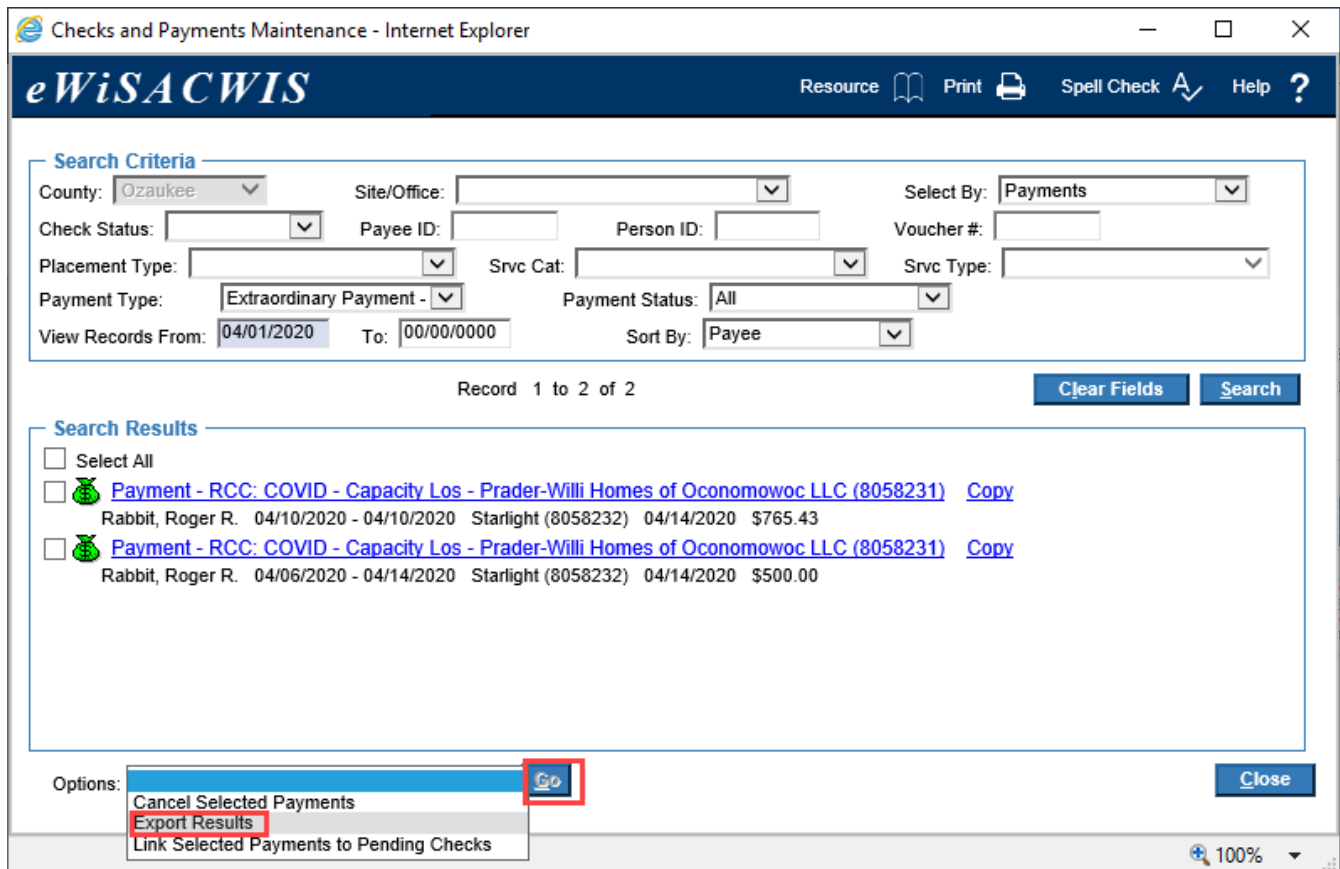 Checks and Payments Maintenance - Internet Explorer
eWiSACWIS Resource Print Spell Check Help ?
Search Criteria
County: Ozaukee Site/Office: Select By: Payments
Check Status: Payee ID: Person ID: Voucher #:
Placement Type: Srvc Cat: Srvc Type:
Payment Type: Extraordinary Payment - Payment Status: All
View Records From: 04/01/2020 To: 00/00/0000 Sort By: Payee
Record 1 to 2 of 2 Clear Fields Search
Search Results
Select All
Payment - RCC: COVID - Capacity Los - Prader-Willi Homes of Oconomowoc LLC (8058231) Copy
Rabbit, Roger R. 04/10/2020 - 04/10/2020 Starlight (8058232) 04/14/2020 $765.43
Payment - RCC: COVID - Capacity Los - Prader-Willi Homes of Oconomowoc LLC (8058231) Copy
Rabbit, Roger R. 04/06/2020 - 04/14/2020 Starlight (8058232) 04/14/2020 $500.00
Options: Go Close
Cancel Selected Payments
Export Results
Link Selected Payments to Pending Checks
100%